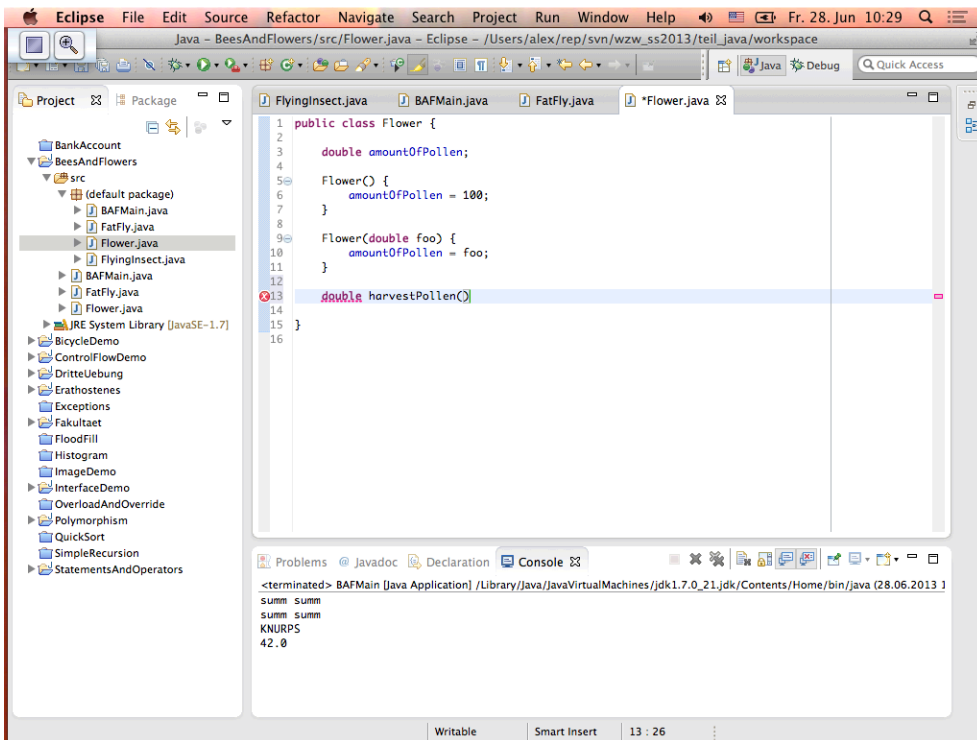 Eclipse File Edit Source Refactor Navigate Search Project Run Window Help Fr. 28. Jun 10:29
Java – BeesAndFlowers/src/Flower.java – Eclipse – /Users/alex/rep/svn/wzw_ss2013/teil_java/workspace
Java Debug Quick Access
Project Package
BankAccount
BeesAndFlowers
src
(default package)
BAFMain.java
FatFly.java
Flower.java
FlyingInsect.java
BAFMain.java
FatFly.java
Flower.java
JRE System Library [JavaSE-1.7]
BicycleDemo
ControlFlowDemo
DritteUebung
Erathostenes
Exceptions
Fakultaet
FloodFill
Histogram
ImageDemo
InterfaceDemo
OverloadAndOverride
Polymorphism
QuickSort
SimpleRecursion
StatementsAndOperators
FlyingInsect.java BAFMain.java FatFly.java *Flower.java
1 public class Flower {
2
3 double amountOfPollen;
4
5 Flower() {
6 amountOfPollen = 100;
7 }
8
9 Flower(double foo) {
10 amountOfPollen = foo;
11 }
12
13 double harvestPollen()
14
15 }
16
Problems @ Javadoc Declaration Console
<terminated> BAFMain [Java Application] /Library/Java/JavaVirtualMachines/jdk1.7.0_21.jdk/Contents/Home/bin/java (28.06.2013 1
summ summ
summ summ
KNURPS
42.0
Writable Smart Insert 13 : 26